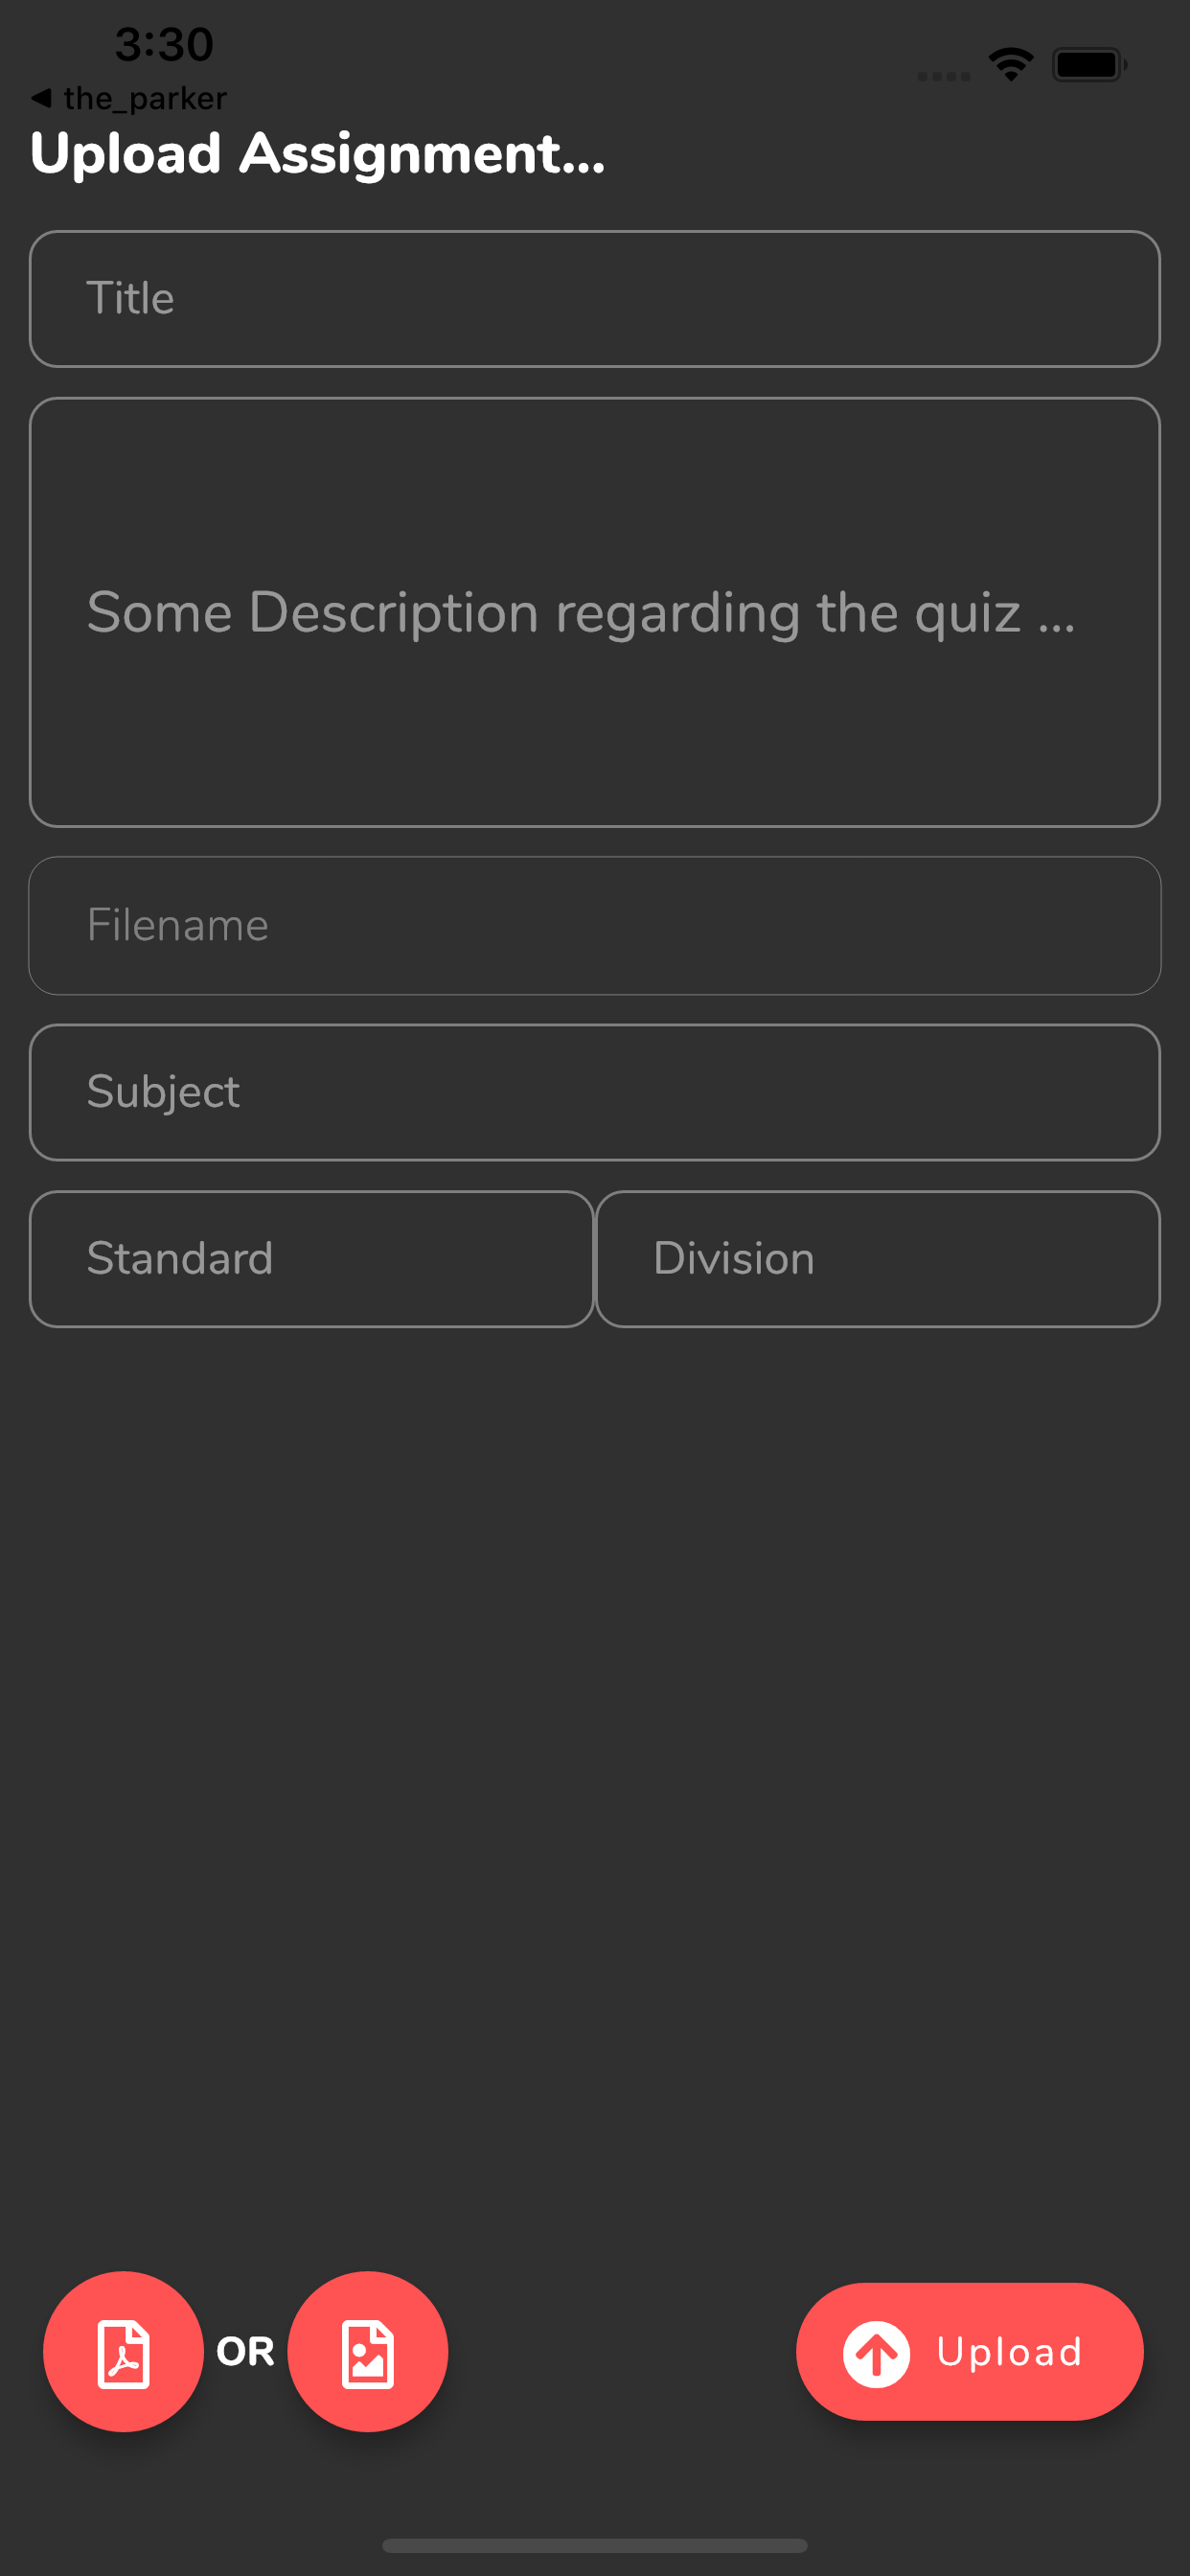 3:30
the_parker
Upload Assignment...
Title
Some Description regarding the quiz ...
Filename
Subject
Standard Division
OR Upload